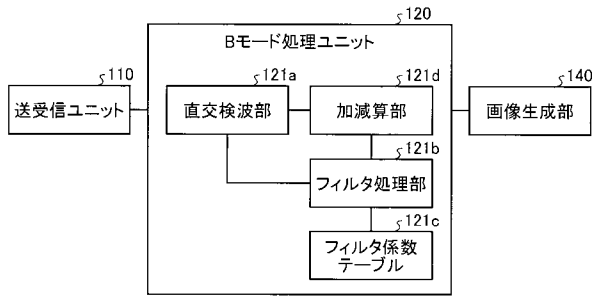 120
Bモード処理ユニット
110
送受信ユニット
121a
直交検波部
121d
加減算部
140
画像生成部
121b
フィルタ処理部
121c
フィルタ係数
テーブル